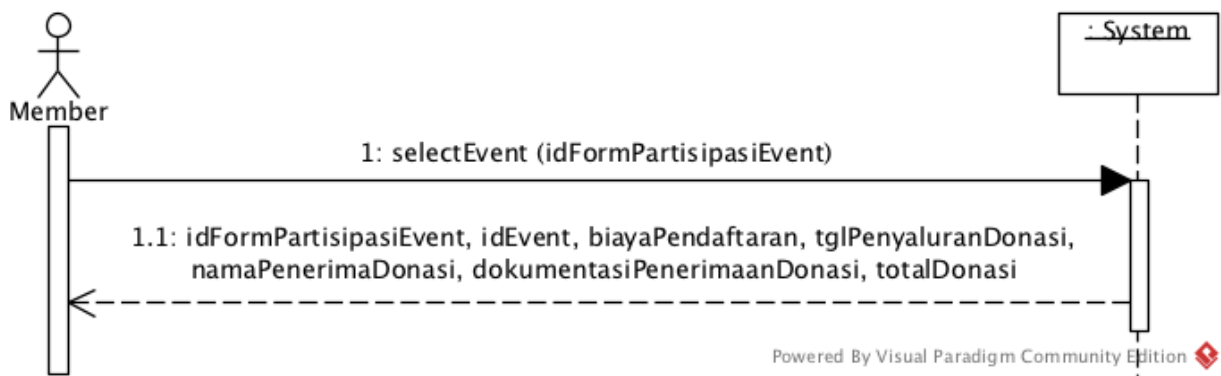 : System
Member
1: selectEvent (idFormPartisipasiEvent)
1.1: idFormPartisipasiEvent, idEvent, biayaPendaftaran, tglPenyaluranDonasi,
namaPenerimaDonasi, dokumentasiPenerimaanDonasi, totalDonasi
Powered By Visual Paradigm Community Edition